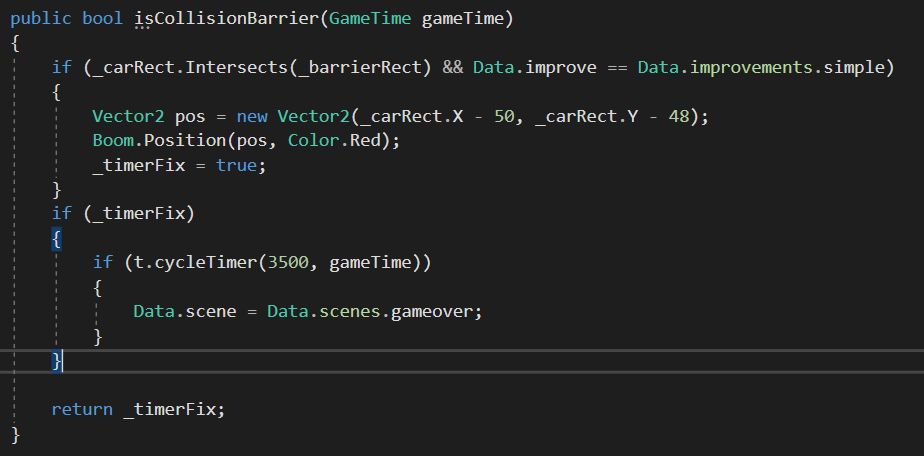 public bool isCollisionBarrier(GameTime gameTime)
{
if (_carRect.Intersects(_barrierRect) && Data.improve == Data.improvements.simple)
{
Vector2 pos = new Vector2(_carRect.X - 50, _carRect.Y - 48);
Boom.Position(pos, Color.Red);
_timerFix = true;
}
if (_timerFix)
{
if (t.cycleTimer(3500, gameTime))
{
Data.scene = Data.scenes.gameover;
}
}
return _timerFix;
}